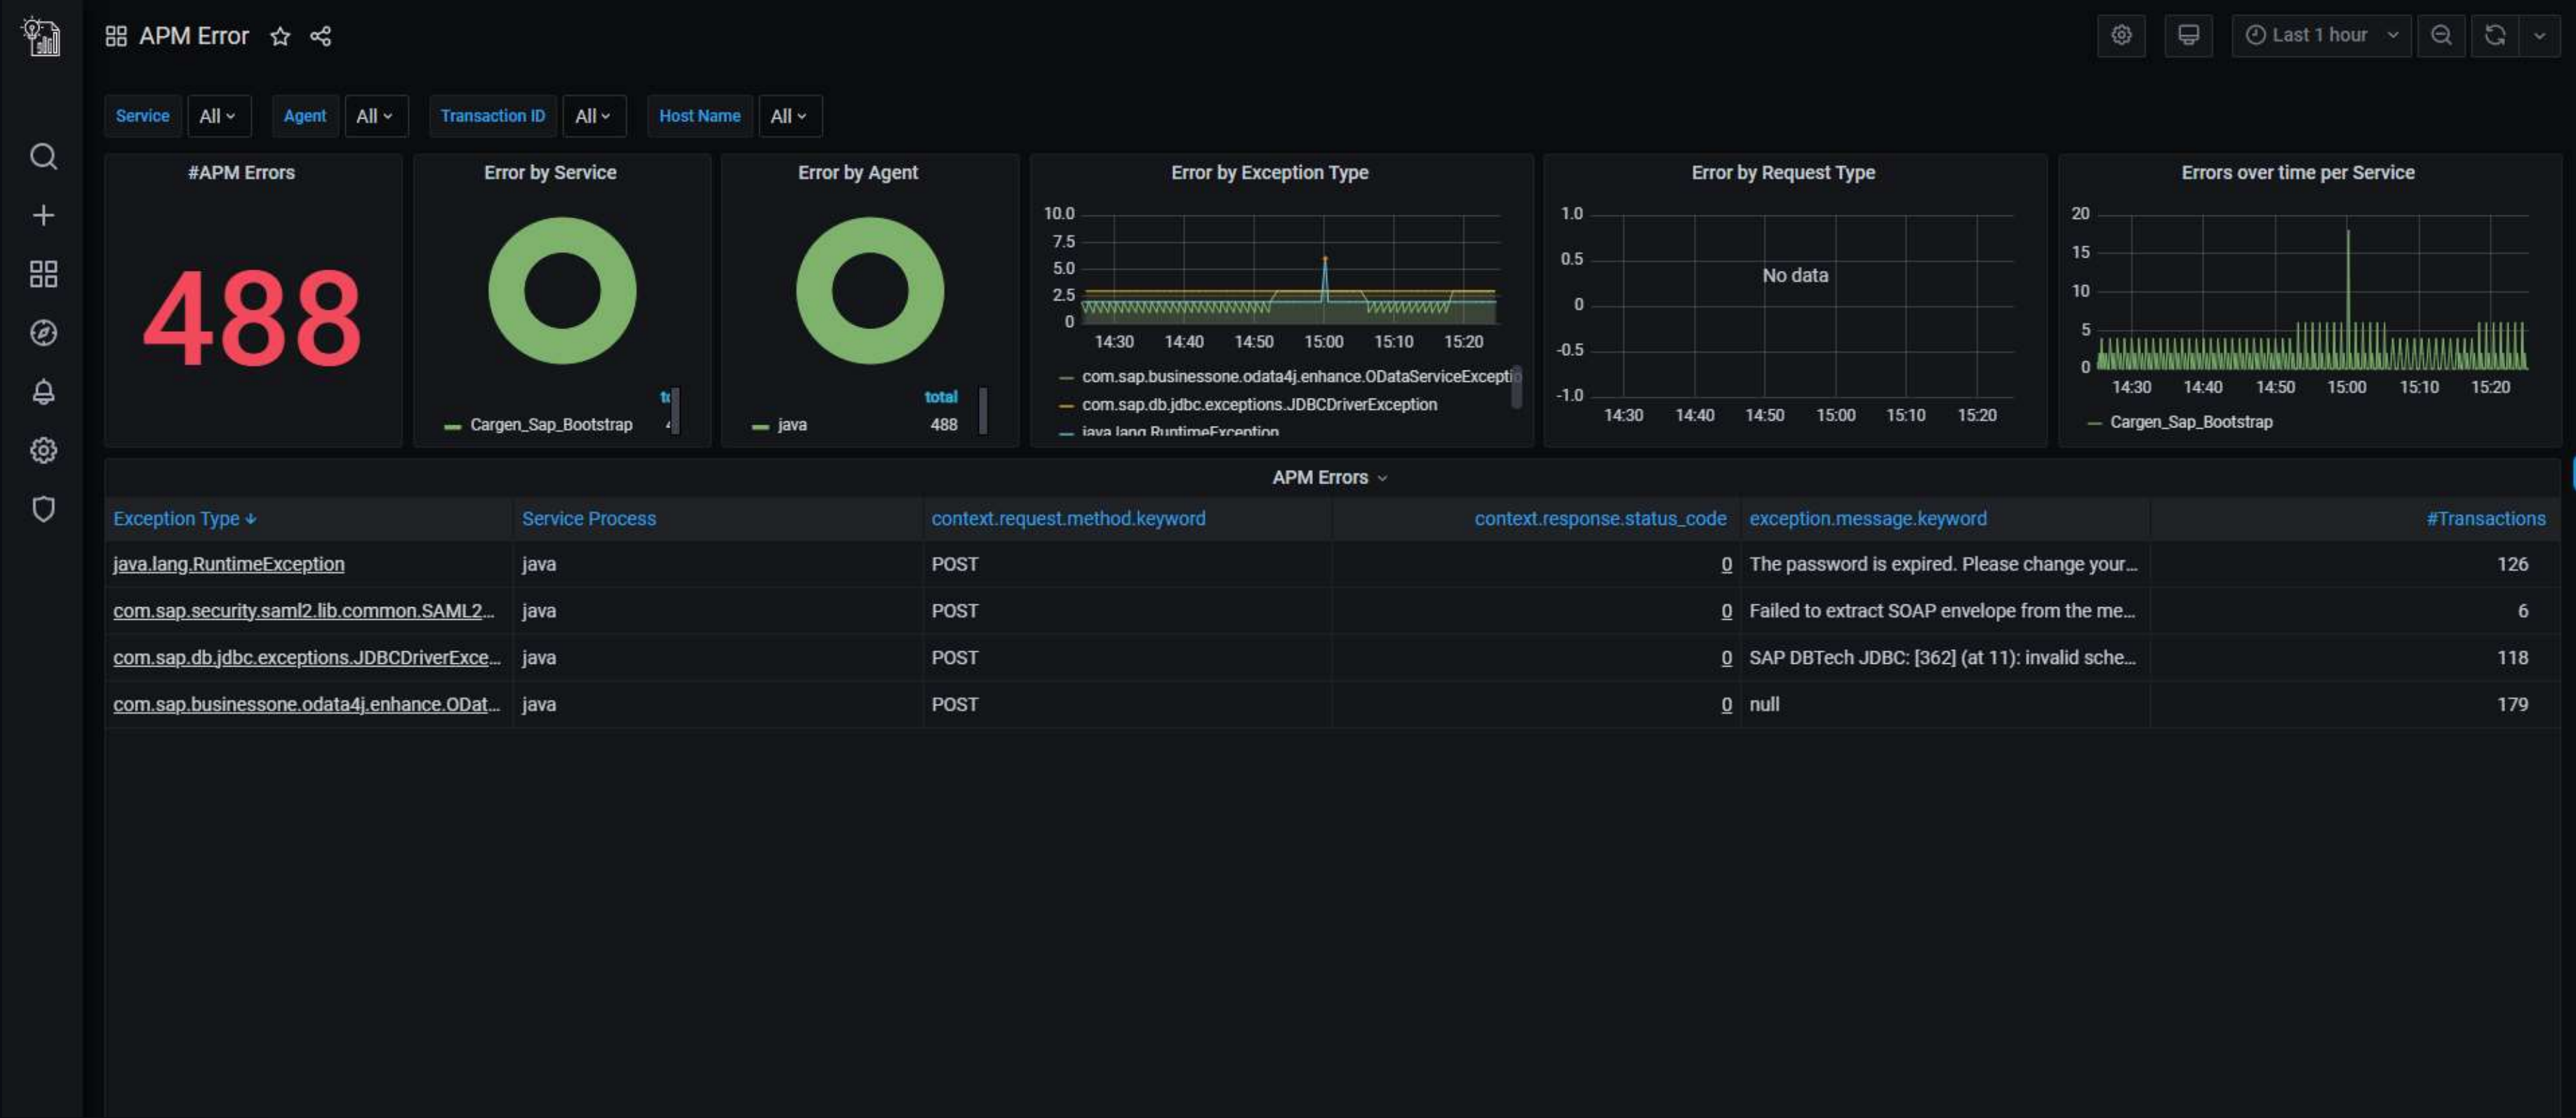 APM Error
Last 1 hour
Service All Agent All Transaction ID All Host Name All
#APM Errors
488
Error by Service
Cargen_Sap_Bootstrap
Error by Agent
total
java 488
Error by Exception Type
10.0
7.5
5.0
2.5
0
14:30 14:40 14:50 15:00 15:10 15:20
com.sap.businessone.odata4j.enhance.ODataServiceExceptio
com.sap.db.jdbc.exceptions.JDBCDriverException
java.lang.RuntimeException
Error by Request Type
1.0
0.5
0
-0.5
-1.0
No data
14:30 14:40 14:50 15:00 15:10 15:20
Errors over time per Service
20
15
10
5
0
14:30 14:40 14:50 15:00 15:10 15:20
Cargen_Sap_Bootstrap
APM Errors
Exception Type Service Process context.request.method.keyword context.response.status_code exception.message.keyword #Transactions
java.lang.RuntimeException java POST 0 The password is expired. Please change your... 126
com.sap.security.saml2.lib.common.SAML2... java POST 0 Failed to extract SOAP envelope from the me... 6
com.sap.db.jdbc.exceptions.JDBCDriverExce... java POST 0 SAP DBTech JDBC: [362] (at 11): invalid sche... 118
com.sap.businessone.odata4j.enhance.ODat... java POST 0 null 179